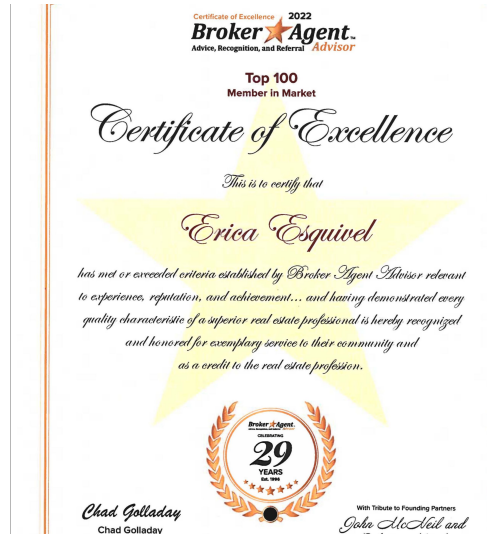 Certificate of Excellence 2022
Broker Agent™
Advice, Recognition, and Referral Advisor
Top 100
Member in Market
Certificate of Excellence
This is to certify that
Erica Esquivel
has met or exceeded criteria established by Broker Agent Advisor relevant
to experience, reputation, and achievement... and having demonstrated every
quality characteristic of a superior real estate professional is hereby recognized
and honored for exemplary service to their community and
as a credit to the real estate profession.
Broker Agent
CELEBRATING
29
YEARS
Est. 1996
Chad Golladay
Chad Golladay
With Tribute to Founding Partners
John McNeil and